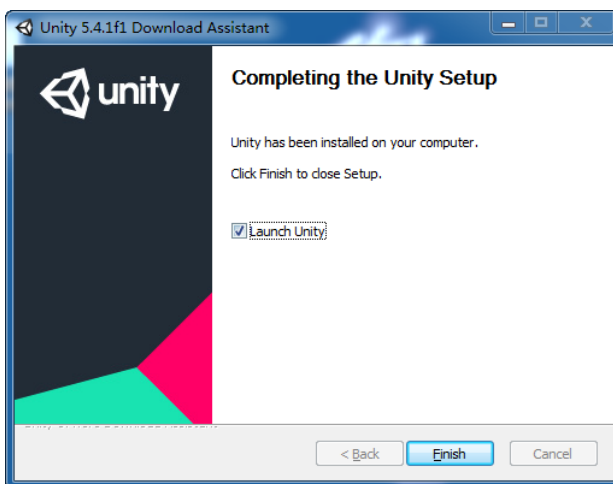 Unity 5.4.1f1 Download Assistant
unity
Completing the Unity Setup
Unity has been installed on your computer.
Click Finish to close Setup.
Launch Unity
< Back
Finish
Cancel